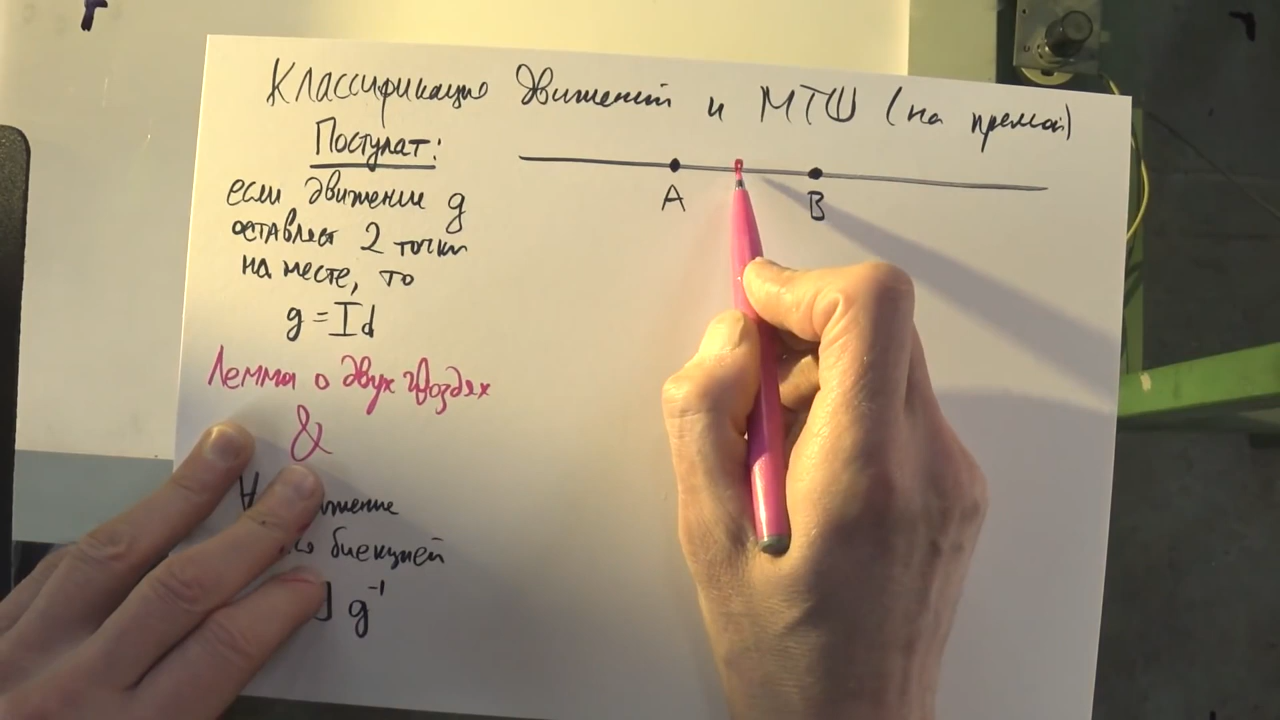 Классификация движений и МТШ (на прямой)
Постулат:
если движение g
оставляет 2 точки
на месте, то
g = Id
Лемма о двух гвоздях
&
A B
биекцией
g⁻¹